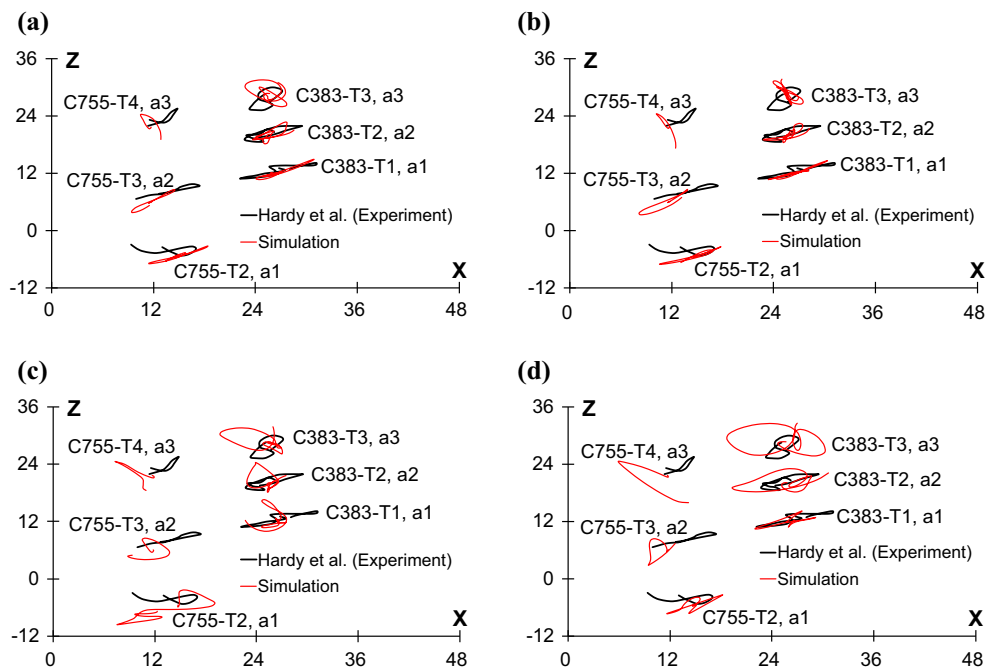 (a)
36
Z
24
12
0
-12
C755-T4, a3
C383-T3, a3
C383-T2, a2
C383-T1, a1
C755-T3, a2
Hardy et al. (Experiment)
Simulation
C755-T2, a1
X
0
12
24
36
48
(b)
36
Z
24
12
0
-12
C755-T4, a3
C383-T3, a3
C383-T2, a2
C383-T1, a1
C755-T3, a2
Hardy et al. (Experiment)
Simulation
C755-T2, a1
X
0
12
24
36
48
(c)
36
Z
24
12
0
-12
C755-T4, a3
C383-T3, a3
C383-T2, a2
C383-T1, a1
C755-T3, a2
Hardy et al. (Experiment)
Simulation
C755-T2, a1
X
0
12
24
36
48
(d)
36
Z
24
12
0
-12
C755-T4, a3
C383-T3, a3
C383-T2, a2
C383-T1, a1
C755-T3, a2
Hardy et al. (Experiment)
Simulation
C755-T2, a1
X
0
12
24
36
48